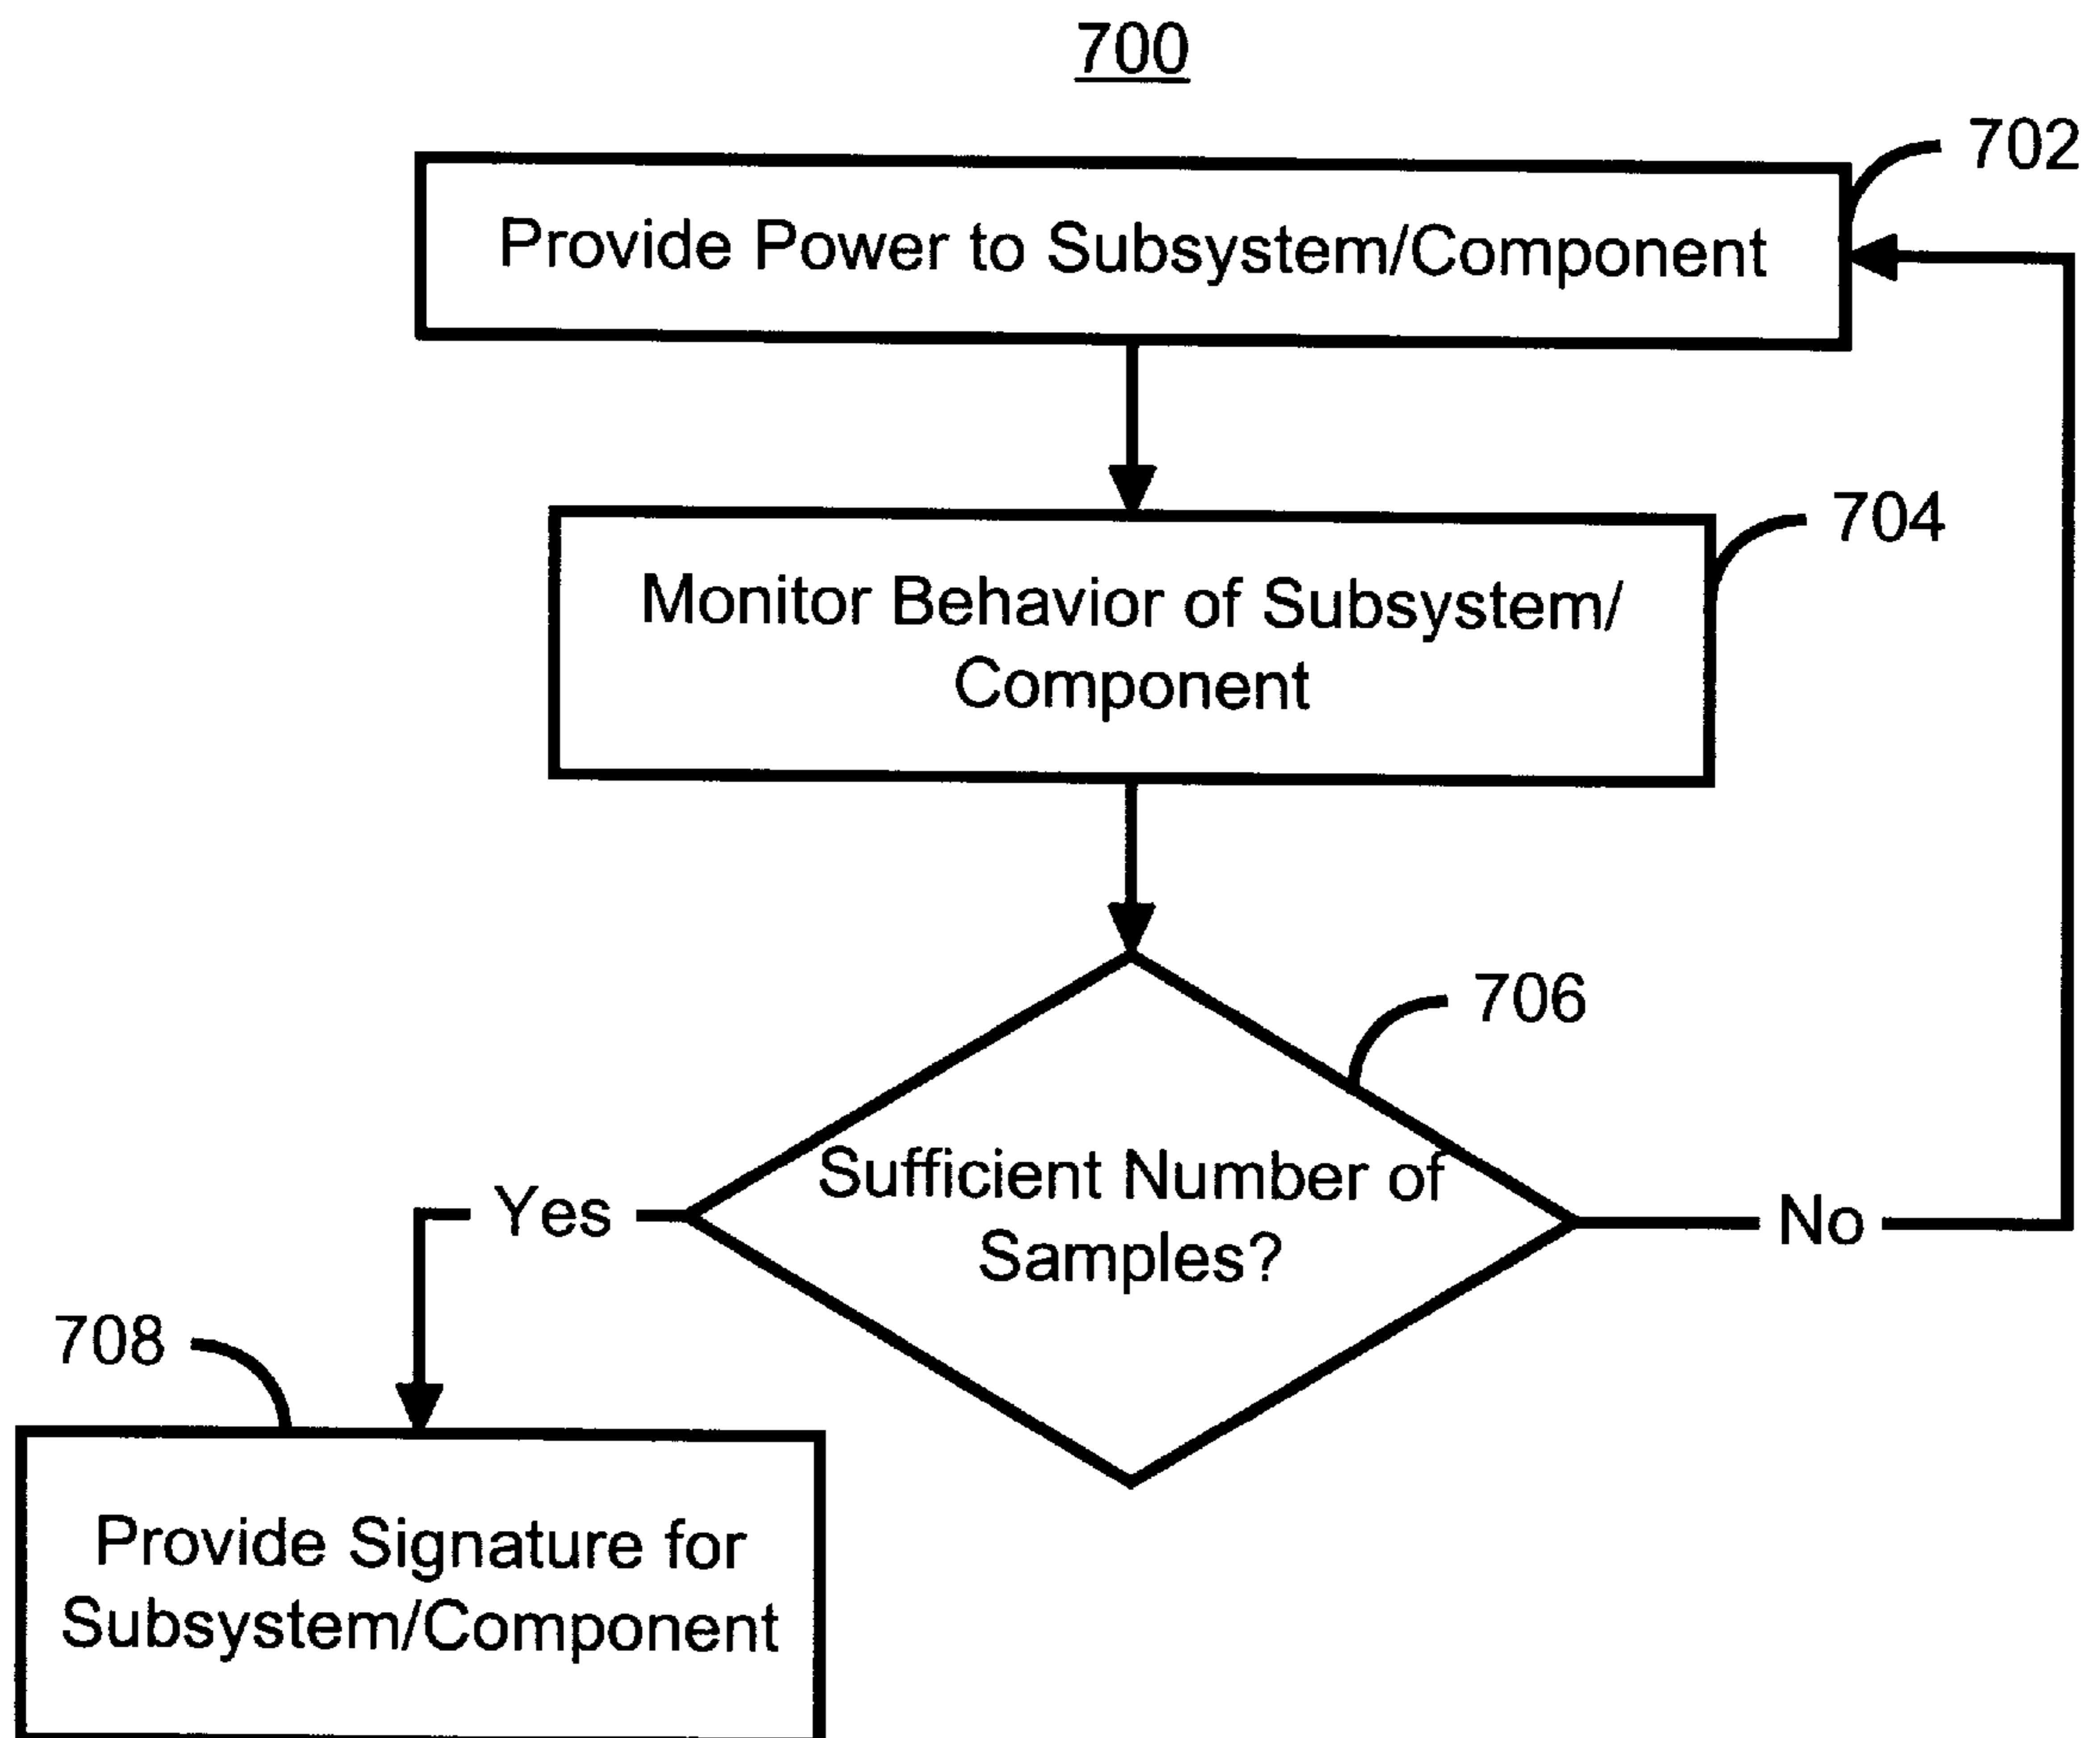 700
702
Provide Power to Subsystem/Component
704
Monitor Behavior of Subsystem/
Component
706
Sufficient Number of
Samples?
Yes
No
708
Provide Signature for
Subsystem/Component